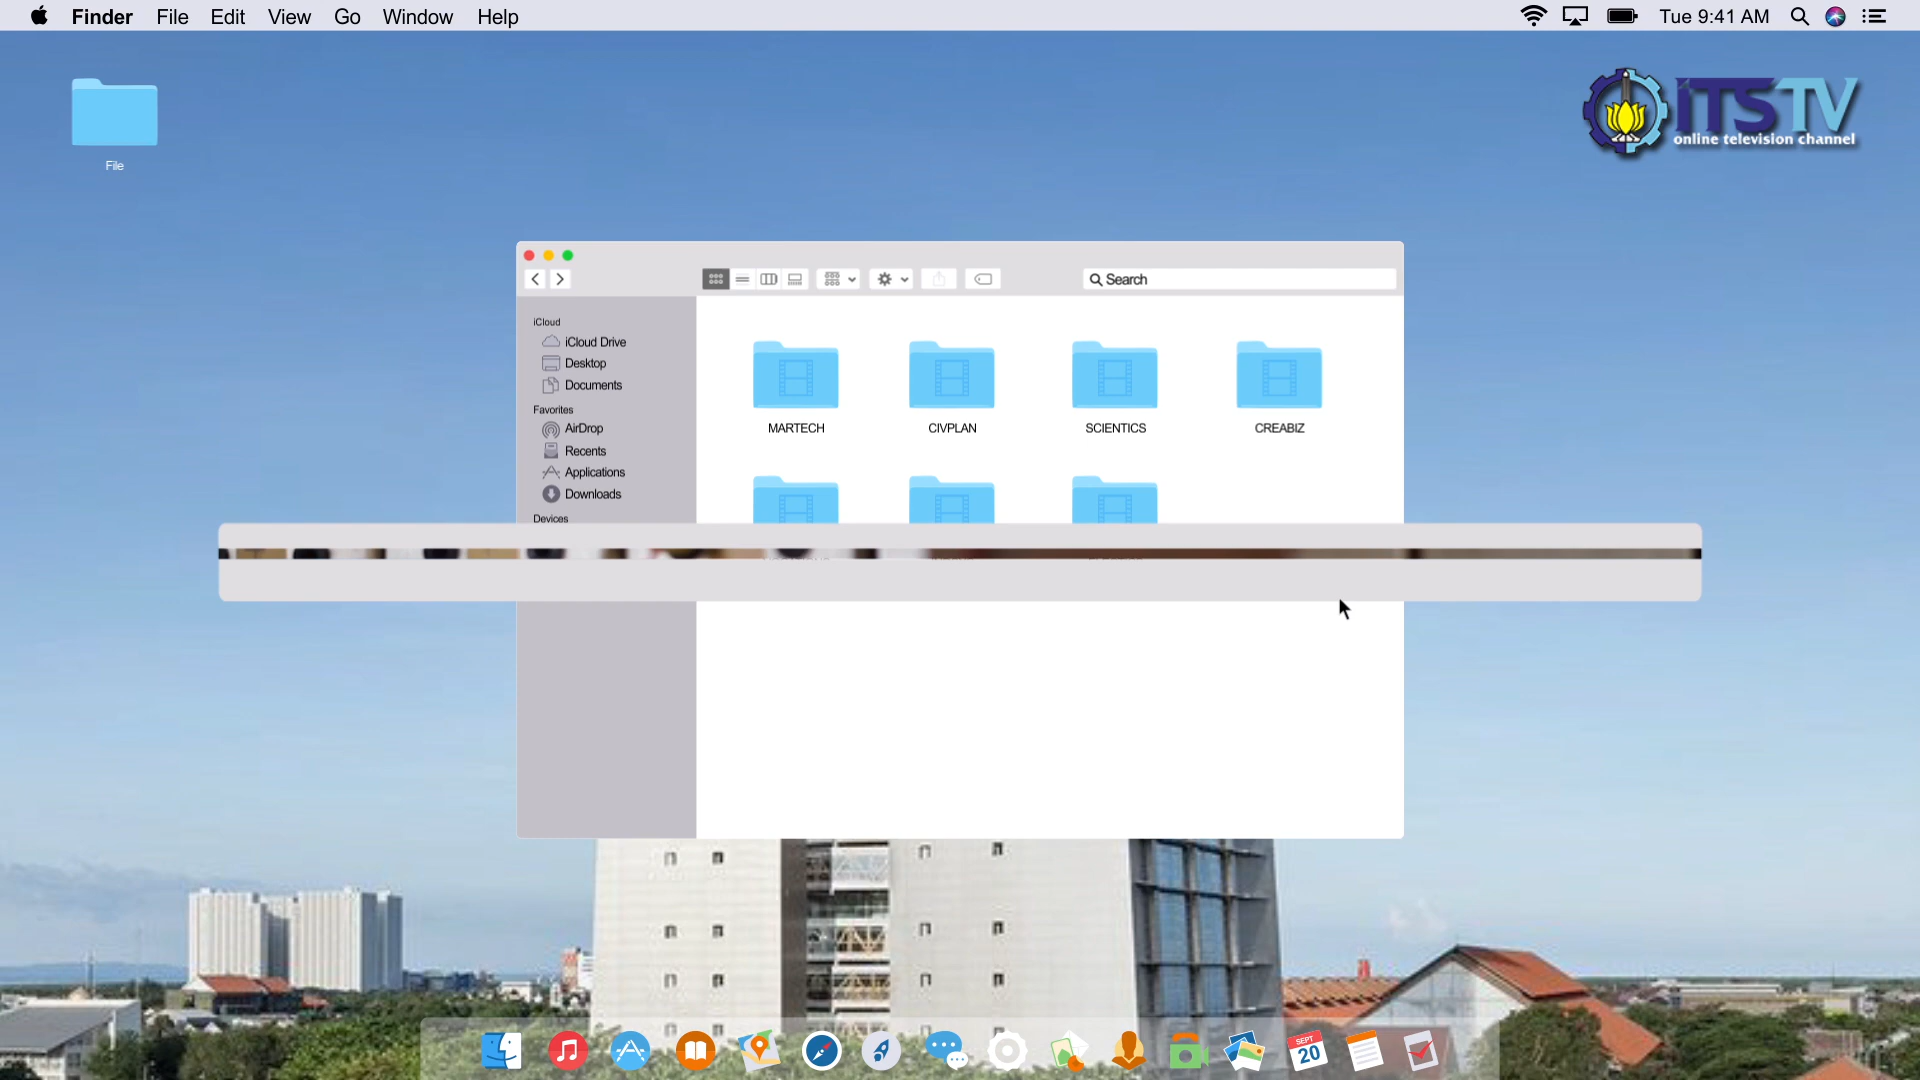 Finder File Edit View Go Window Help Tue 9:41 AM
iTSTV
online television channel
File
Search
iCloud
iCloud Drive
Desktop
Documents
Favorites
AirDrop
Recents
Applications
Downloads
Devices
MARTECH CIVPLAN SCIENTICS CREABIZ
SEPT
20